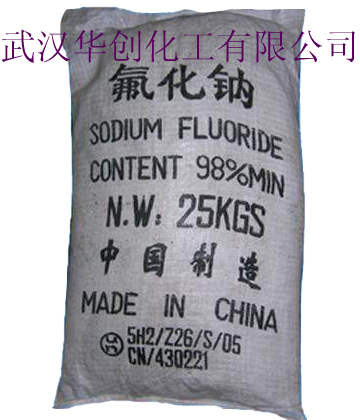 武汉华创化工有限公司
氟化钠
SODIUM FLUORIDE
CONTENT 98%MIN
N.W: 25KGS
中国制造
MADE IN CHINA
5H2/Z26/S/05
CN/430221